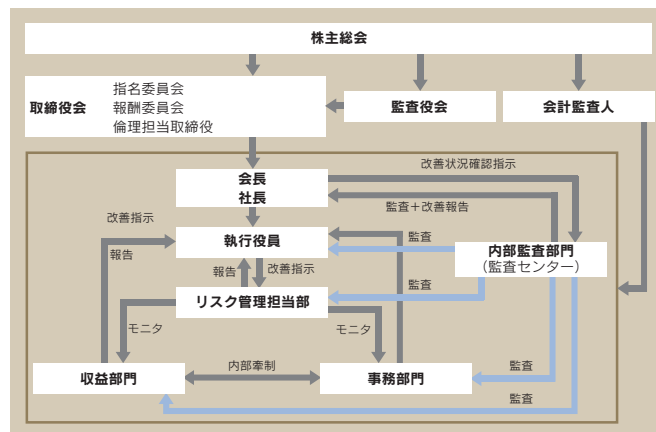 株主総会
取締役会
指名委員会
報酬委員会
倫理担当取締役
監査役会
会計監査人
改善状況確認指示
会長
社長
監査＋改善報告
改善指示
執行役員
監査
内部監査部門
（監査センター）
報告
報告
改善指示
監査
リスク管理担当部
モニタ
モニタ
内部牽制
監査
収益部門
事務部門
監査